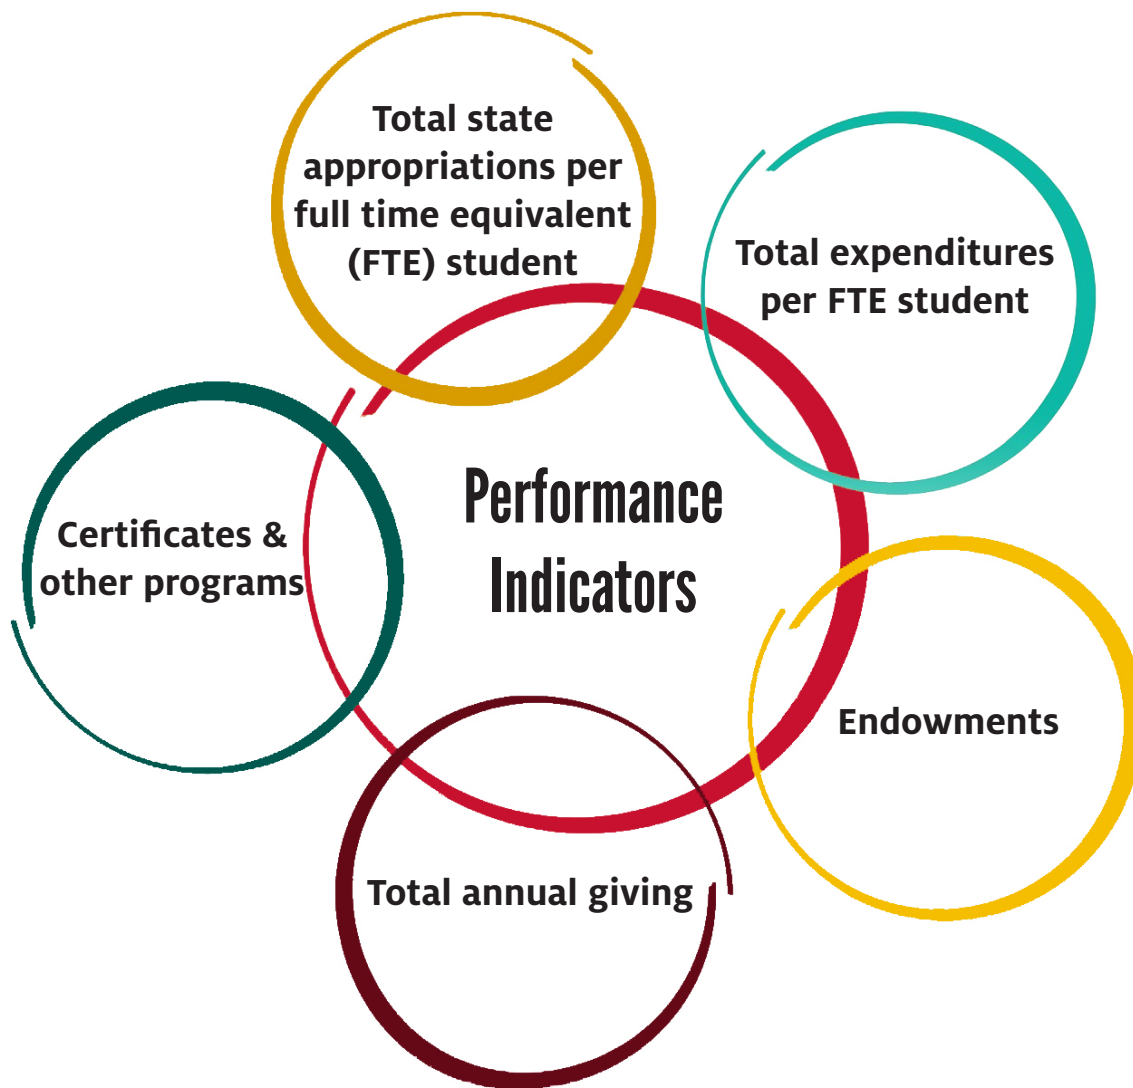 Total state
appropriations per
full time equivalent
(FTE) student
Total expenditures
per FTE student
Performance
Indicators
Certificates &
other programs
Endowments
Total annual giving